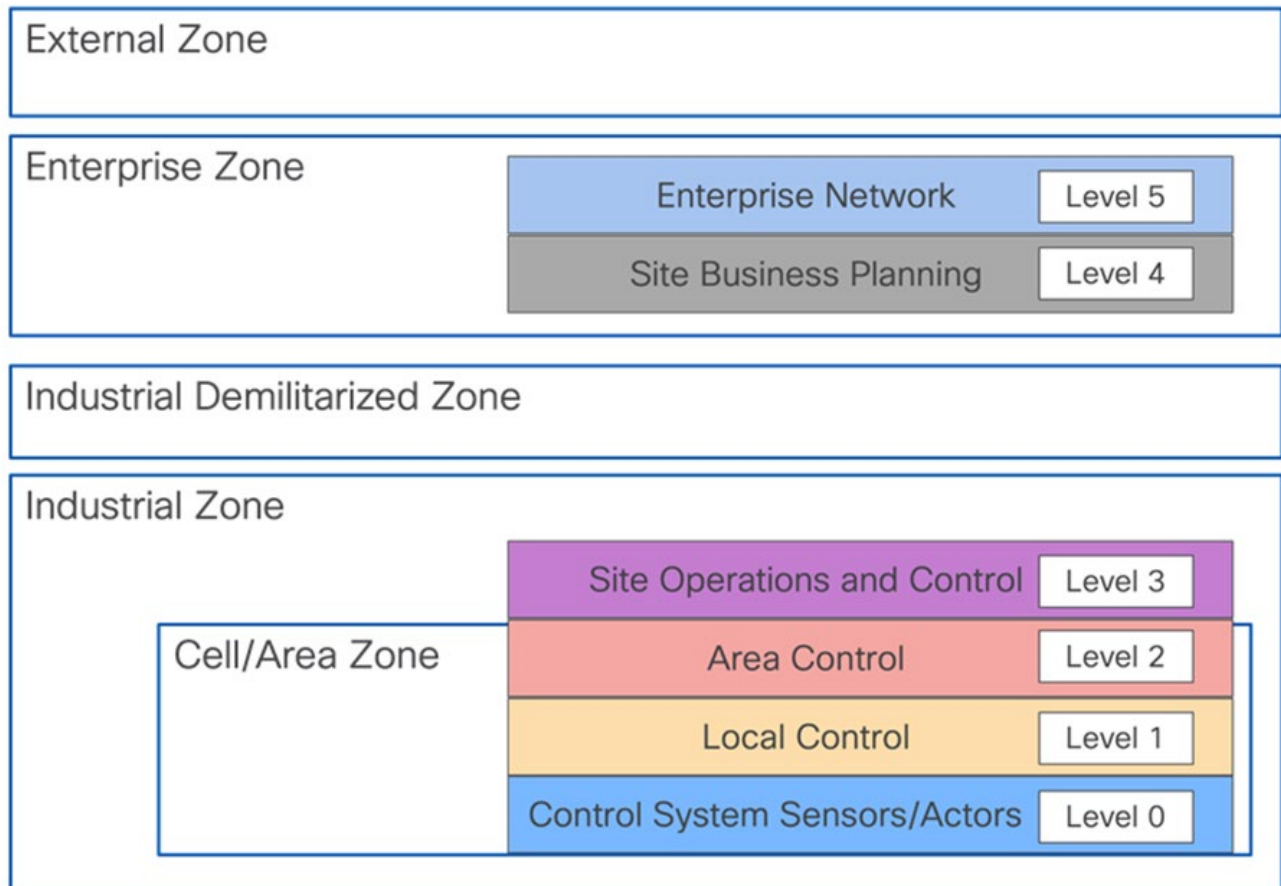 External Zone
Enterprise Zone
Enterprise Network Level 5
Site Business Planning Level 4
Industrial Demilitarized Zone
Industrial Zone
Site Operations and Control Level 3
Cell/Area Zone
Area Control Level 2
Local Control Level 1
Control System Sensors/Actors Level 0